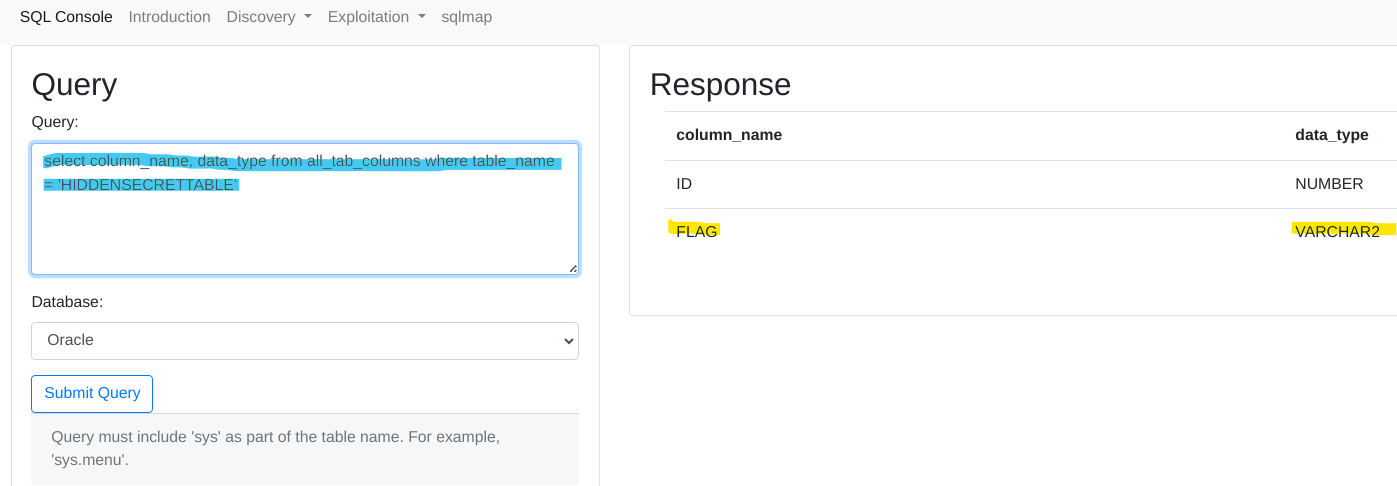 SQL Console Introduction Discovery Exploitation sqlmap
Query
Query:
select column_name, data_type from all_tab_columns where table_name
= 'HIDDENSECRETTABLE'
Database:
Oracle
Submit Query
Query must include 'sys' as part of the table name. For example,
'sys.menu'.
Response
column_name data_type
ID NUMBER
FLAG VARCHAR2